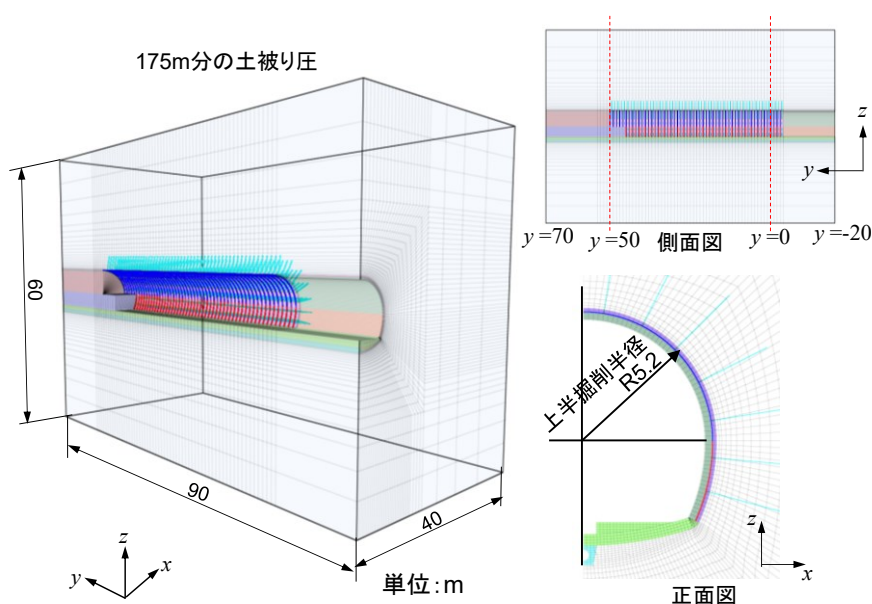 175m分の土被り圧
60
90
40
z
y
x
単位:m
z
y
y =70
y =50
側面図
y =0
y =-20
上半掘削半径
R5.2
z
x
正面図